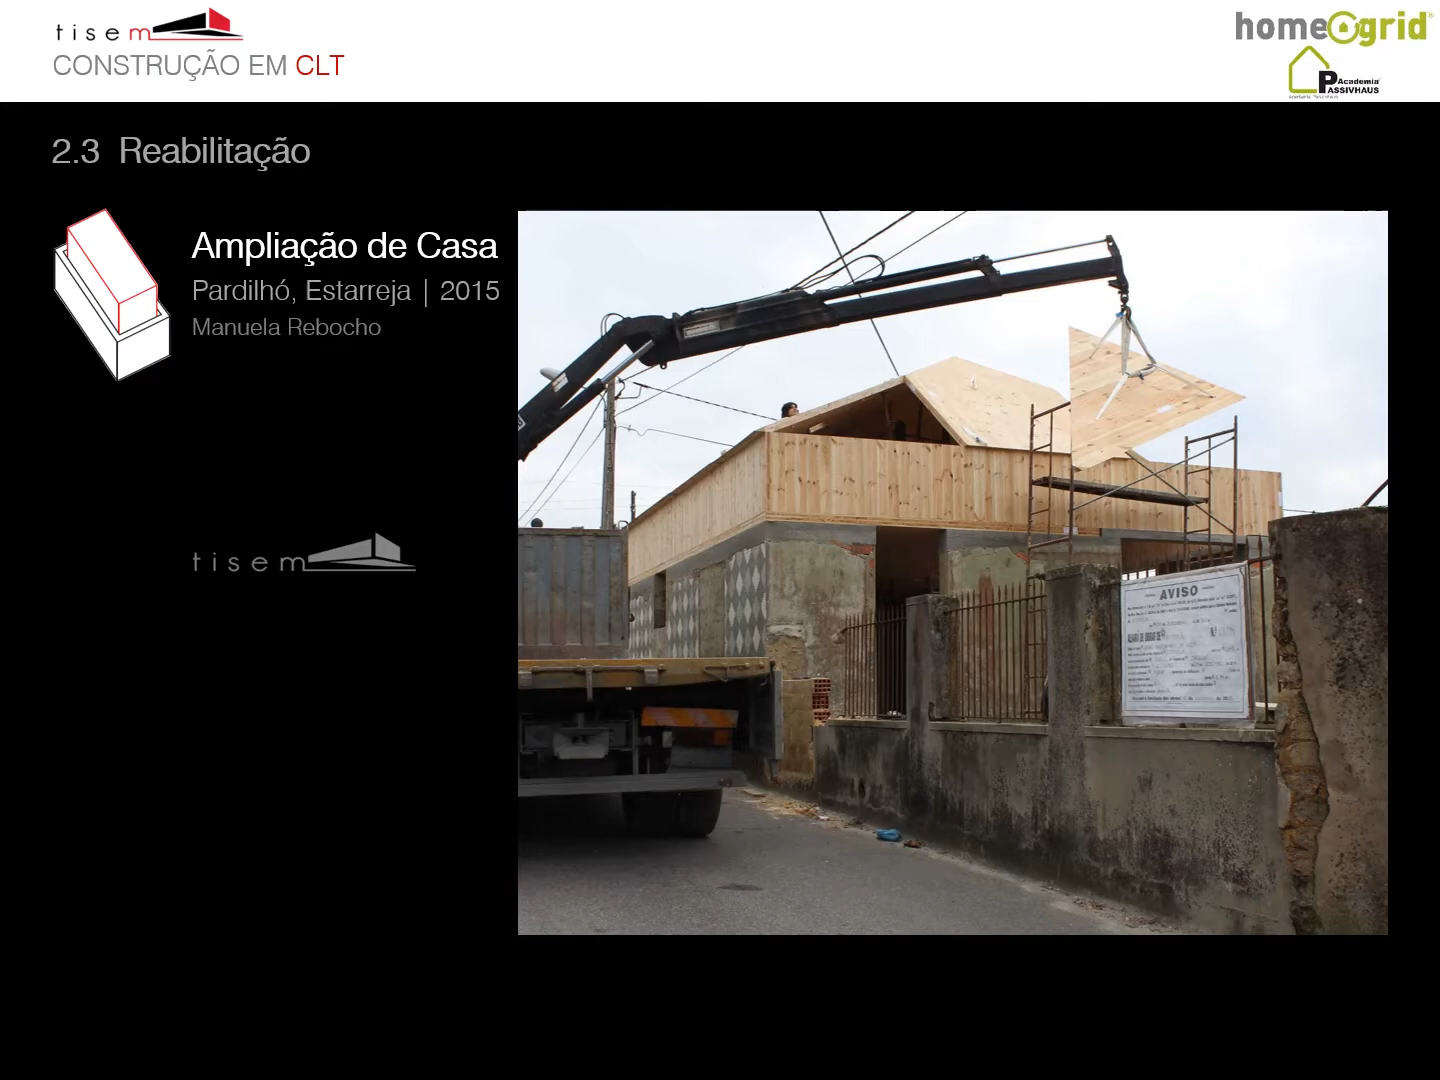 tisem
CONSTRUÇÃO EM CLT
homegrid
Academia
PASSIVHAUS
2.3 Reabilitação
Ampliação de Casa
Pardilhó, Estarreja | 2015
Manuela Rebocho
tisem
AVISO